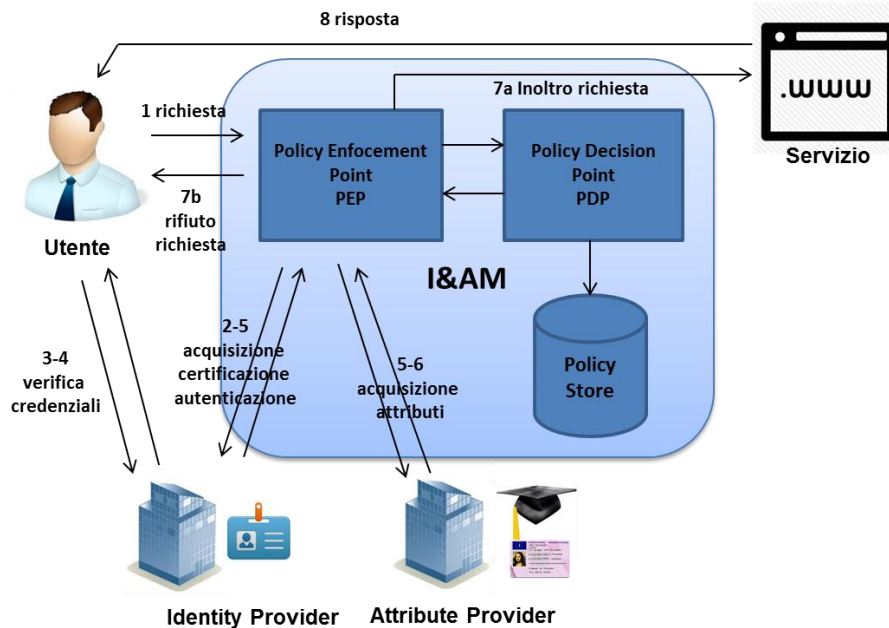 8 risposta
.www
Servizio
1 richiesta
7a Inoltro richiesta
Policy Enfocement
Point
PEP
Policy Decision
Point
PDP
7b
rifiuto
richiesta
Utente
I&AM
3-4
verifica
credenziali
2-5
acquisizione
certificazione
autenticazione
5-6
acquisizione
attributi
Policy
Store
Identity Provider
Attribute Provider